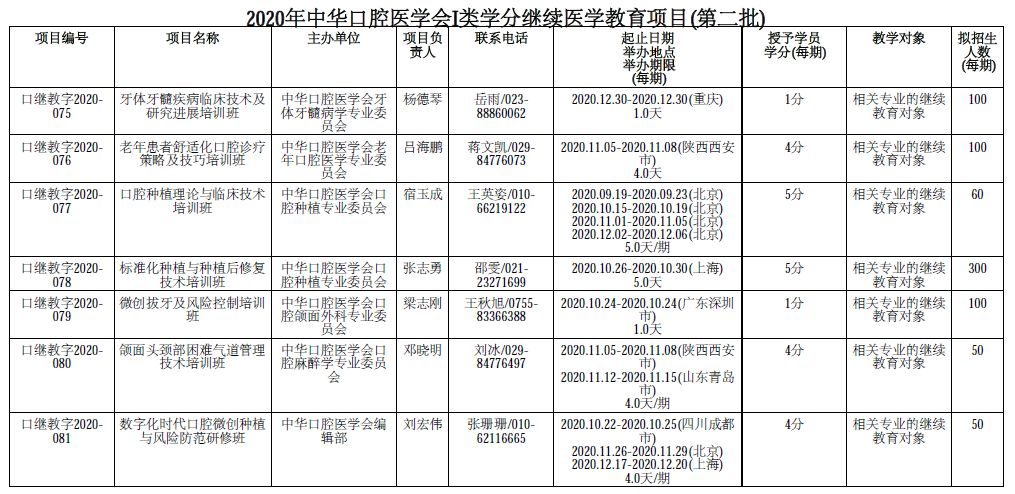 2020年中华口腔医学会I类学分继续医学教育项目(第二批)
项目编号
项目名称
主办单位
项目负
责人
联系电话
起止日期
举办地点
举办期限
(每期)
授予学员
学分(每期)
教学对象
拟招生
人数
(每期)
口继教字2020-
075
牙体牙髓疾病临床技术及
研究进展培训班
中华口腔医学会牙
体牙髓病学专业委
员会
杨德琴
岳雨/023-
88860062
2020.12.30-2020.12.30(重庆)
1.0天
1分
相关专业的继续
教育对象
100
口继教字2020-
076
老年患者舒适化口腔诊疗
策略及技巧培训班
中华口腔医学会老
年口腔医学专业委
员会
吕海鹏
蒋文凯/029-
84776073
2020.11.05-2020.11.08(陕西西安
市)
4.0天
4分
相关专业的继续
教育对象
100
口继教字2020-
077
口腔种植理论与临床技术
培训班
中华口腔医学会口
腔种植专业委员会
宿玉成
王英姿/010-
66219122
2020.09.19-2020.09.23(北京)
2020.10.15-2020.10.19(北京)
2020.11.01-2020.11.05(北京)
2020.12.02-2020.12.06(北京)
5.0天/期
5分
相关专业的继续
教育对象
60
口继教字2020-
078
标准化种植与种植后修复
技术培训班
中华口腔医学会口
腔种植专业委员会
张志勇
邵雯/021-
23271699
2020.10.26-2020.10.30(上海)
5.0天
5分
相关专业的继续
教育对象
300
口继教字2020-
079
微创拔牙及风险控制培训
班
中华口腔医学会口
腔颌面外科专业委
员会
梁志刚
王秋旭/0755-
83366388
2020.10.24-2020.10.24(广东深圳
市)
1.0天
1分
相关专业的继续
教育对象
100
口继教字2020-
080
颌面头颈部困难气道管理
技术培训班
中华口腔医学会口
腔麻醉学专业委员
会
邓晓明
刘冰/029-
84776497
2020.11.05-2020.11.08(陕西西安
市)
2020.11.12-2020.11.15(山东青岛
市)
4.0天/期
4分
相关专业的继续
教育对象
50
口继教字2020-
081
数字化时代口腔微创种植
与风险防范研修班
中华口腔医学会编
辑部
刘宏伟
张珊珊/010-
62116665
2020.10.22-2020.10.25(四川成都
市)
2020.11.26-2020.11.29(北京)
2020.12.17-2020.12.20(上海)
4.0天/期
4分
相关专业的继续
教育对象
50